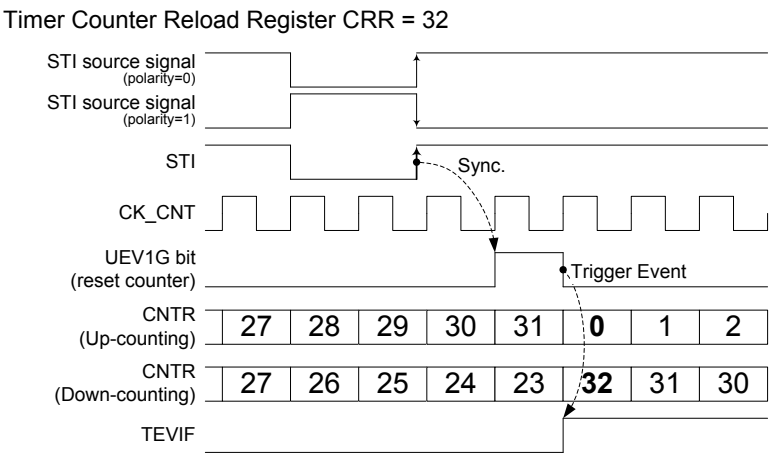 Timer Counter Reload Register CRR = 32
STI source signal
(polarity=0)
STI source signal
(polarity=1)
STI
Sync.
CK_CNT
UEV1G bit
(reset counter)
Trigger Event
CNTR
(Up-counting)
27 28 29 30 31 0 1 2
CNTR
(Down-counting)
27 26 25 24 23 32 31 30
TEVIF